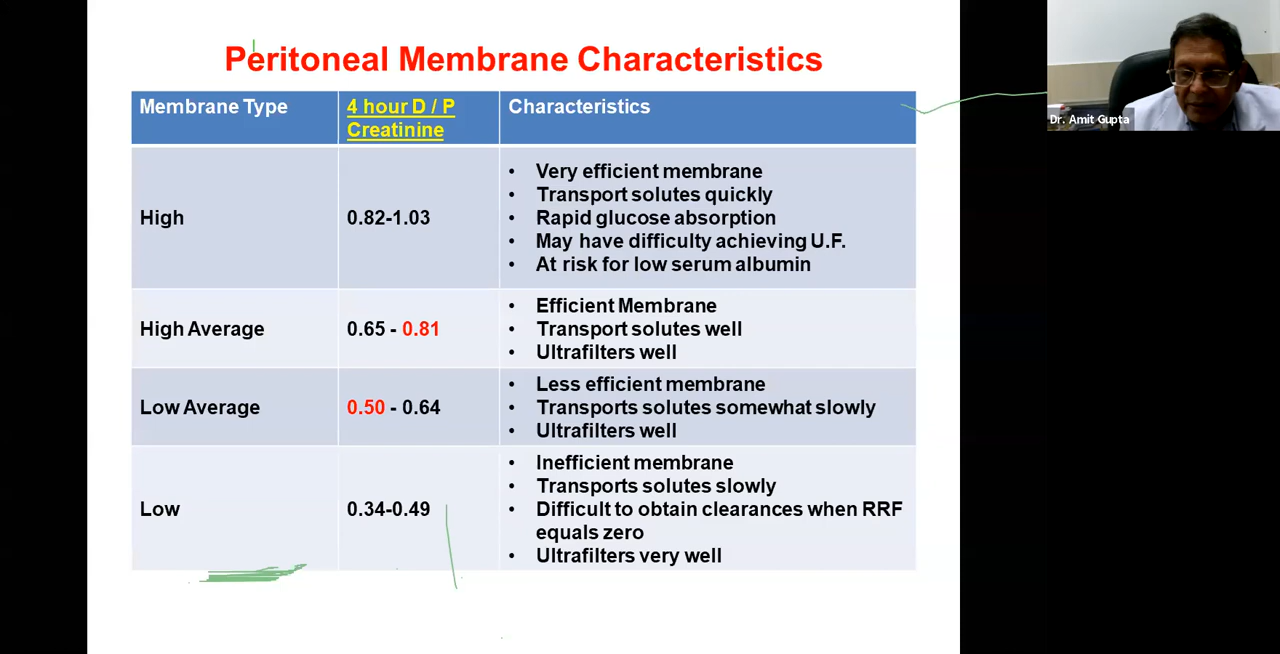 Peritoneal Membrane Characteristics
Membrane Type
4 hour D / P
Creatinine
Characteristics
High
0.82-1.03
• Very efficient membrane
• Transport solutes quickly
• Rapid glucose absorption
• May have difficulty achieving U.F.
• At risk for low serum albumin
High Average
0.65 - 0.81
• Efficient Membrane
• Transport solutes well
• Ultrafilters well
Low Average
0.50 - 0.64
• Less efficient membrane
• Transports solutes somewhat slowly
• Ultrafilters well
Low
0.34-0.49
• Inefficient membrane
• Transports solutes slowly
• Difficult to obtain clearances when RRF
equals zero
• Ultrafilters very well
Dr. Amit Gupta